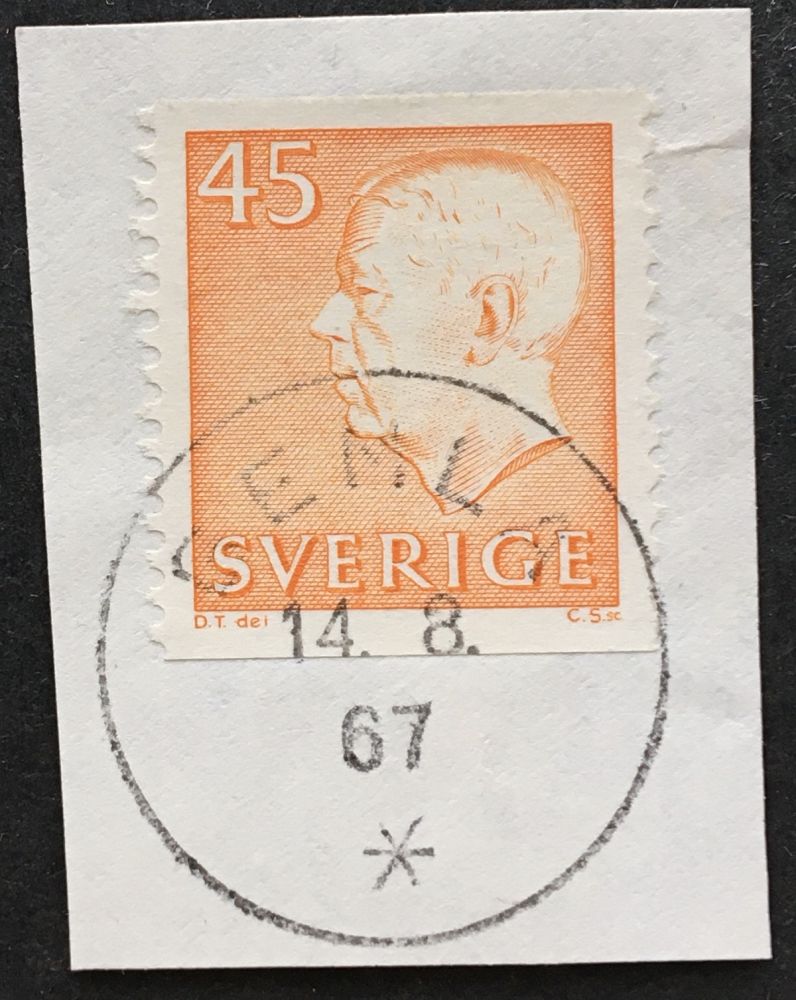 45
SVERIGE
D.T. del
C.S.sc
14. 8.
67
*